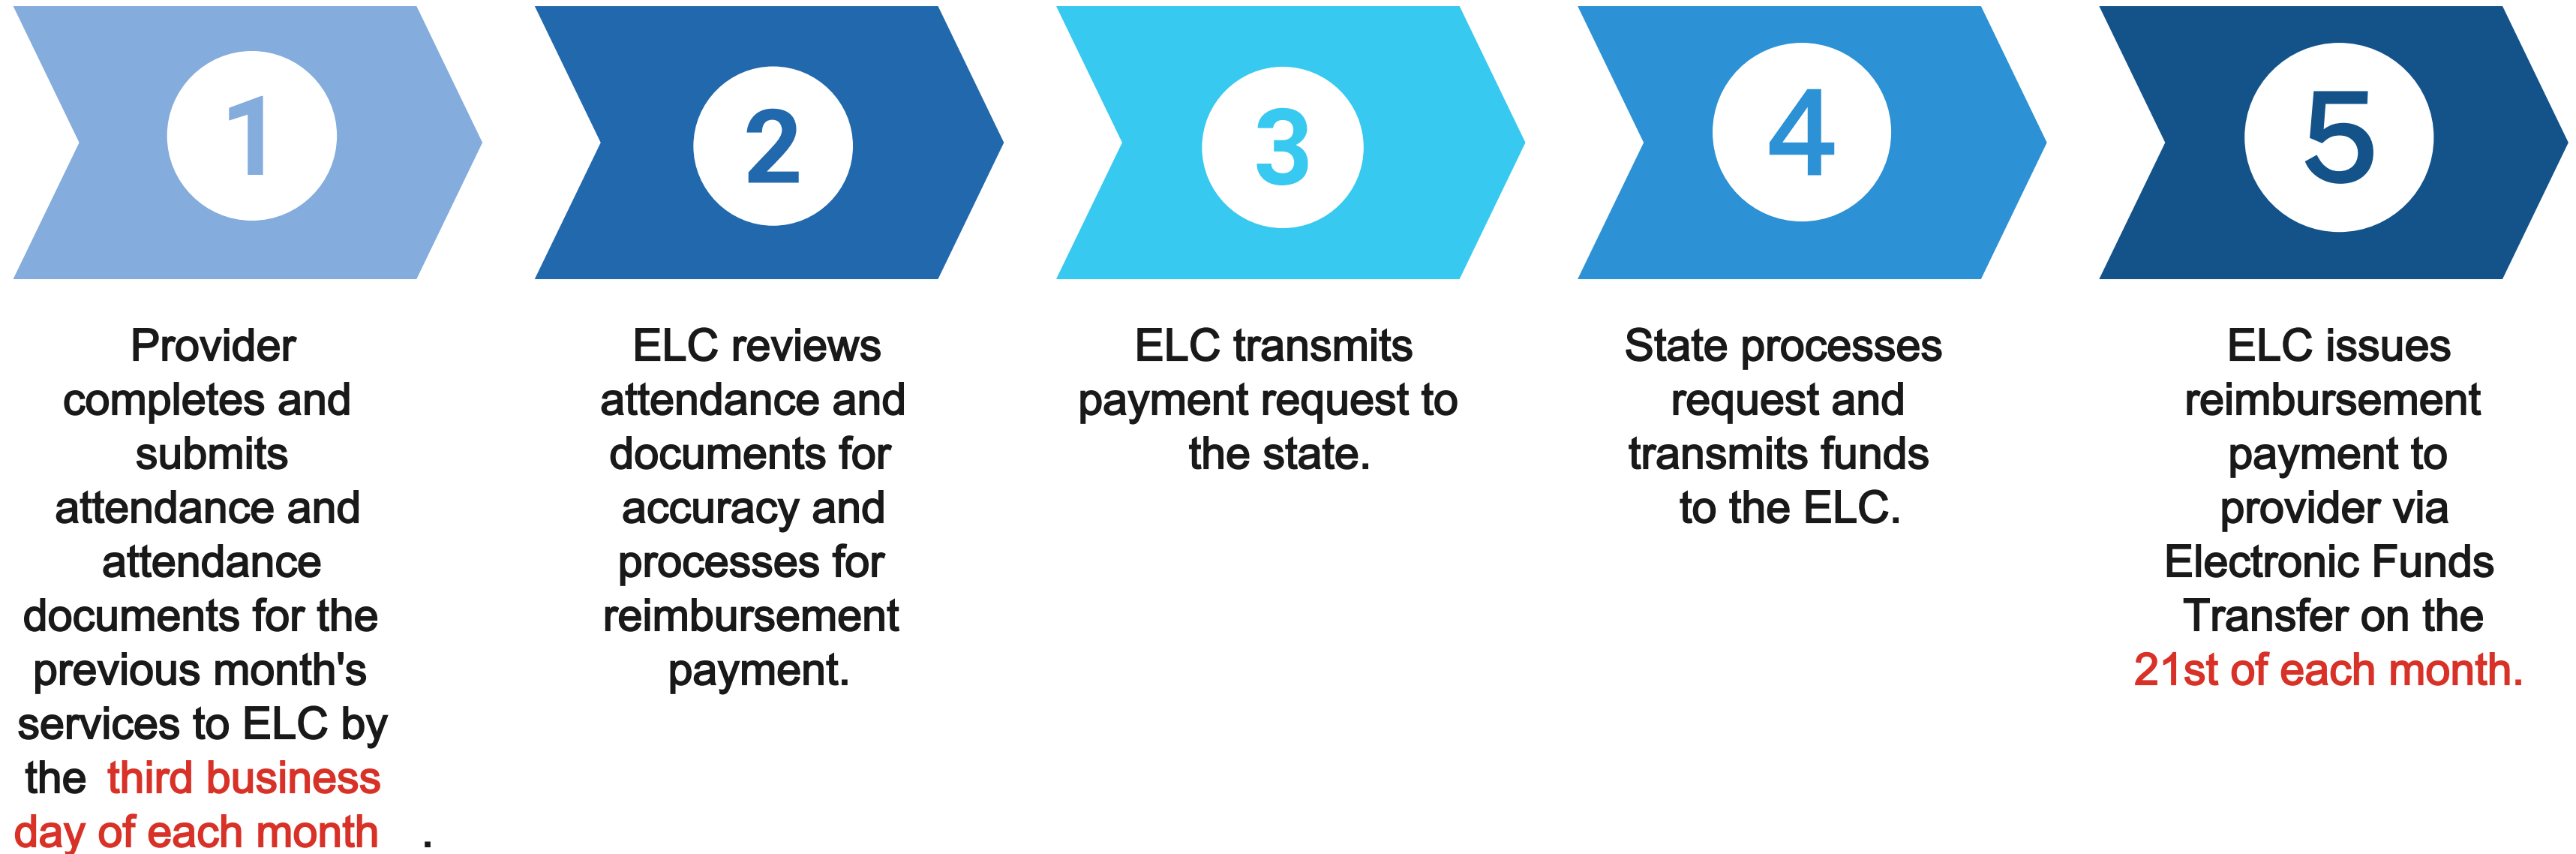 1
Provider
completes and
submits
attendance and
attendance
documents for the
previous month's
services to ELC by
the third business
day of each month .
2
ELC reviews
attendance and
documents for
accuracy and
processes for
reimbursement
payment.
3
ELC transmits
payment request to
the state.
4
State processes
request and
transmits funds
to the ELC.
5
ELC issues
reimbursement
payment to
provider via
Electronic Funds
Transfer on the
21st of each month.